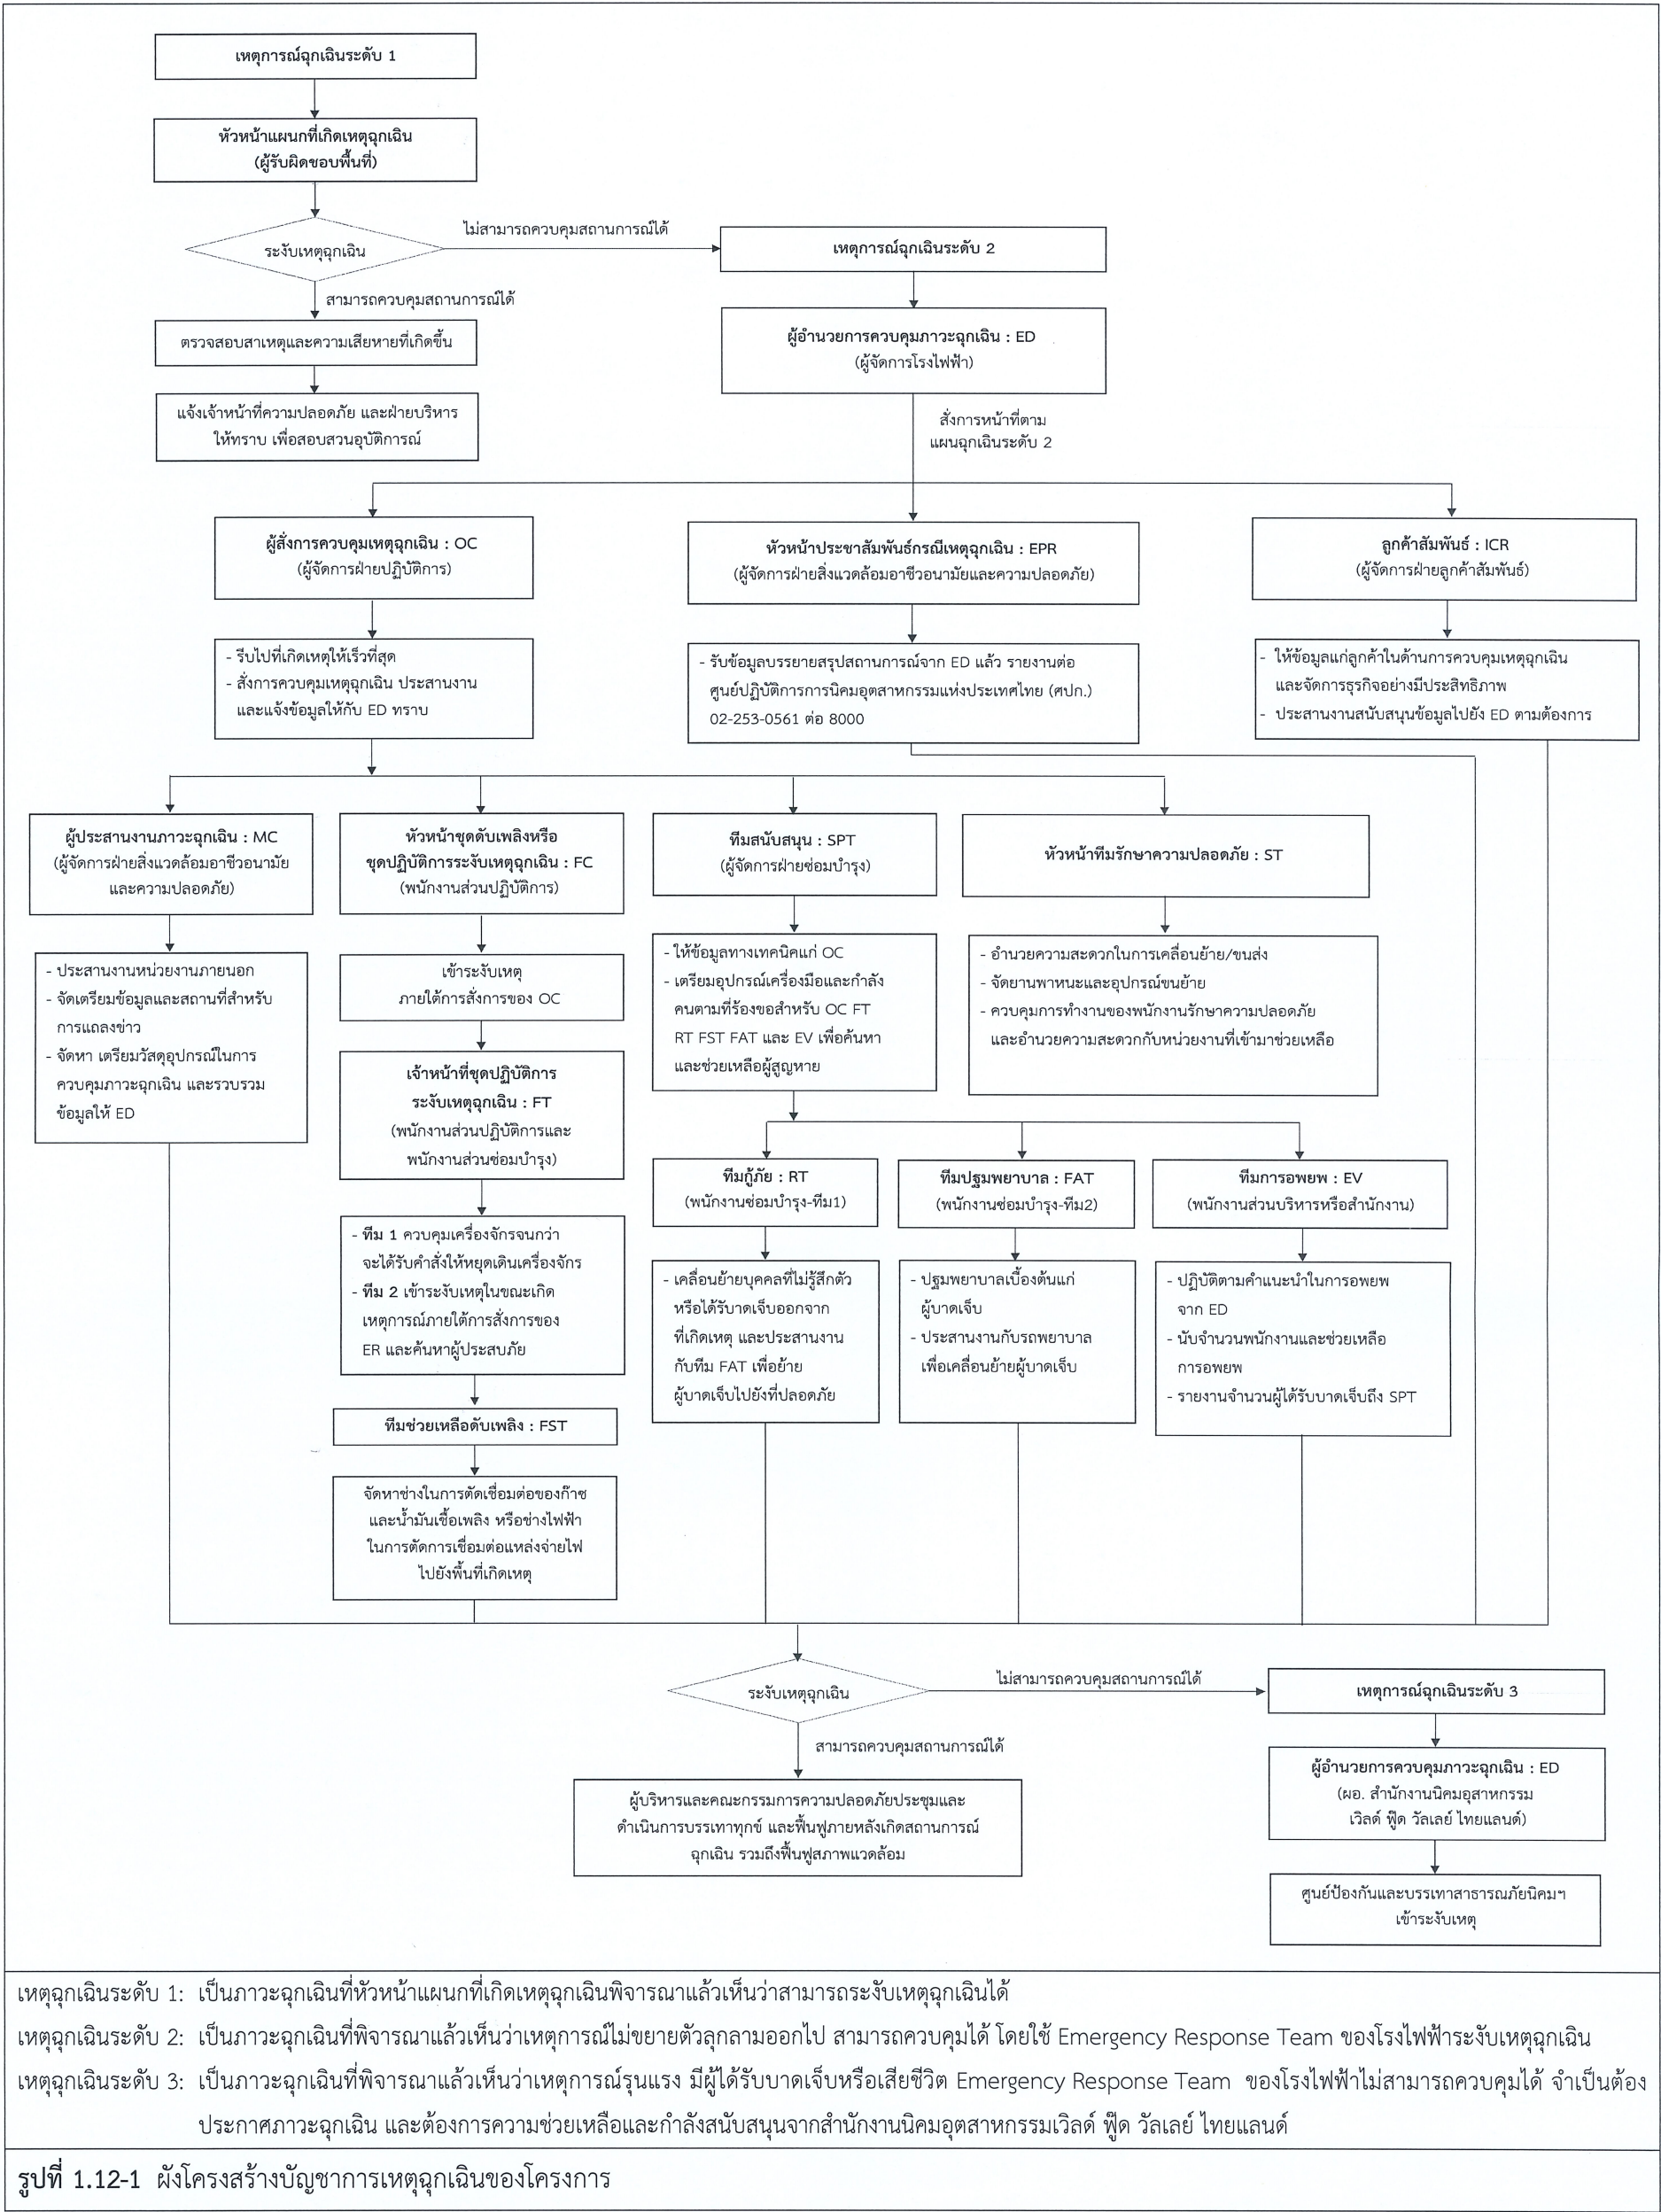 เหตุการณ์ฉุกเฉินระดับ 1
หัวหน้าแผนกที่เกิดเหตุฉุกเฉิน
(ผู้รับผิดชอบพื้นที่)
ระงับเหตุฉุกเฉิน
ไม่สามารถควบคุมสถานการณ์ได้
เหตุการณ์ฉุกเฉินระดับ 2
สามารถควบคุมสถานการณ์ได้
ตรวจสอบสาเหตุและความเสียหายที่เกิดขึ้น
แจ้งเจ้าหน้าที่ความปลอดภัย และฝ่ายบริหาร
ให้ทราบ เพื่อสอบสวนอุบัติการณ์
ผู้อำนวยการควบคุมภาวะฉุกเฉิน : ED
(ผู้จัดการโรงไฟฟ้า)
สั่งการหน้าที่ตาม
แผนฉุกเฉินระดับ 2
ผู้สั่งการควบคุมเหตุฉุกเฉิน : OC
(ผู้จัดการฝ่ายปฏิบัติการ)
- รีบไปที่เกิดเหตุให้เร็วที่สุด
- สั่งการควบคุมเหตุฉุกเฉิน ประสานงาน
และแจ้งข้อมูลให้กับ ED ทราบ
หัวหน้าประชาสัมพันธ์กรณีเหตุฉุกเฉิน : EPR
(ผู้จัดการฝ่ายสิ่งแวดล้อมอาชีวอนามัยและความปลอดภัย)
- รับข้อมูลบรรยายสรุปสถานการณ์จาก ED แล้ว รายงานต่อ
ศูนย์ปฏิบัติการการนิคมอุตสาหกรรมแห่งประเทศไทย (ศปก.)
02-253-0561 ต่อ 8000
ลูกค้าสัมพันธ์ : ICR
(ผู้จัดการฝ่ายลูกค้าสัมพันธ์)
- ให้ข้อมูลแก่ลูกค้าในด้านการควบคุมเหตุฉุกเฉิน
และจัดการธุรกิจอย่างมีประสิทธิภาพ
- ประสานงานสนับสนุนข้อมูลไปยัง ED ตามต้องการ
ผู้ประสานงานภาวะฉุกเฉิน : MC
(ผู้จัดการฝ่ายสิ่งแวดล้อมอาชีวอนามัย
และความปลอดภัย)
- ประสานงานหน่วยงานภายนอก
- จัดเตรียมข้อมูลและสถานที่สำหรับ
การแถลงข่าว
- จัดหา เตรียมวัสดุอุปกรณ์ในการ
ควบคุมภาวะฉุกเฉิน และรวบรวม
ข้อมูลให้ ED
หัวหน้าชุดดับเพลิงหรือ
ชุดปฏิบัติการระงับเหตุฉุกเฉิน : FC
(พนักงานส่วนปฏิบัติการ)
เข้าระงับเหตุ
ภายใต้การสั่งการของ OC
เจ้าหน้าที่ชุดปฏิบัติการ
ระงับเหตุฉุกเฉิน : FT
(พนักงานส่วนปฏิบัติการและ
พนักงานส่วนซ่อมบำรุง)
- ทีม 1 ควบคุมเครื่องจักรจนกว่า
จะได้รับคำสั่งให้หยุดเดินเครื่องจักร
- ทีม 2 เข้าระงับเหตุในขณะเกิด
เหตุการณ์ภายใต้การสั่งการของ
ER และค้นหาผู้ประสบภัย
ทีมช่วยเหลือดับเพลิง : FST
จัดหาช่างในการตัดเชื่อมต่อของก๊าซ
และน้ำมันเชื้อเพลิง หรือช่างไฟฟ้า
ในการตัดการเชื่อมต่อแหล่งจ่ายไฟ
ไปยังพื้นที่เกิดเหตุ
ทีมสนับสนุน : SPT
(ผู้จัดการฝ่ายซ่อมบำรุง)
- ให้ข้อมูลทางเทคนิคแก่ OC
- เตรียมอุปกรณ์เครื่องมือและกำลัง
คนตามที่ร้องขอสำหรับ OC FT
RT FST FAT และ EV เพื่อค้นหา
และช่วยเหลือผู้สูญหาย
หัวหน้าทีมรักษาความปลอดภัย : ST
- อำนวยความสะดวกในการเคลื่อนย้าย/ขนส่ง
- จัดยานพาหนะและอุปกรณ์ขนย้าย
- ควบคุมการทำงานของพนักงานรักษาความปลอดภัย
และอำนวยความสะดวกกับหน่วยงานที่เข้ามาช่วยเหลือ
ทีมกู้ภัย : RT
(พนักงานซ่อมบำรุง-ทีม1)
- เคลื่อนย้ายบุคคลที่ไม่รู้สึกตัว
หรือได้รับบาดเจ็บออกจาก
ที่เกิดเหตุ และประสานงาน
กับทีม FAT เพื่อย้าย
ผู้บาดเจ็บไปยังที่ปลอดภัย
ทีมปฐมพยาบาล : FAT
(พนักงานซ่อมบำรุง-ทีม2)
- ปฐมพยาบาลเบื้องต้นแก่
ผู้บาดเจ็บ
- ประสานงานกับรถพยาบาล
เพื่อเคลื่อนย้ายผู้บาดเจ็บ
ทีมการอพยพ : EV
(พนักงานส่วนบริหารหรือสำนักงาน)
- ปฏิบัติตามคำแนะนำในการอพยพ
จาก ED
- นับจำนวนพนักงานและช่วยเหลือ
การอพยพ
- รายงานจำนวนผู้ได้รับบาดเจ็บถึง SPT
ระงับเหตุฉุกเฉิน
ไม่สามารถควบคุมสถานการณ์ได้
เหตุการณ์ฉุกเฉินระดับ 3
สามารถควบคุมสถานการณ์ได้
ผู้บริหารและคณะกรรมการความปลอดภัยประชุมและ
ดำเนินการบรรเทาทุกข์ และฟื้นฟูภายหลังเกิดสถานการณ์
ฉุกเฉิน รวมถึงฟื้นฟูสภาพแวดล้อม
ผู้อำนวยการควบคุมภาวะฉุกเฉิน : ED
(ผอ. สำนักงานนิคมอุสาหกรรม
เวิลด์ ฟู๊ด วัลเลย์ ไทยแลนด์)
ศูนย์ป้องกันและบรรเทาสาธารณภัยนิคมฯ
เข้าระงับเหตุ
เหตุฉุกเฉินระดับ 1: เป็นภาวะฉุกเฉินที่หัวหน้าแผนกที่เกิดเหตุฉุกเฉินพิจารณาแล้วเห็นว่าสามารถระงับเหตุฉุกเฉินได้
เหตุฉุกเฉินระดับ 2: เป็นภาวะฉุกเฉินที่พิจารณาแล้วเห็นว่าเหตุการณ์ไม่ขยายตัวลุกลามออกไป สามารถควบคุมได้ โดยใช้ Emergency Response Team ของโรงไฟฟ้าระงับเหตุฉุกเฉิน
เหตุฉุกเฉินระดับ 3: เป็นภาวะฉุกเฉินที่พิจารณาแล้วเห็นว่าเหตุการณ์รุนแรง มีผู้ได้รับบาดเจ็บหรือเสียชีวิต Emergency Response Team ของโรงไฟฟ้าไม่สามารถควบคุมได้ จำเป็นต้อง
ประกาศภาวะฉุกเฉิน และต้องการความช่วยเหลือและกำลังสนับสนุนจากสำนักงานนิคมอุตสาหกรรมเวิลด์ ฟู๊ด วัลเลย์ ไทยแลนด์
รูปที่ 1.12-1 ผังโครงสร้างบัญชาการเหตุฉุกเฉินของโครงการ